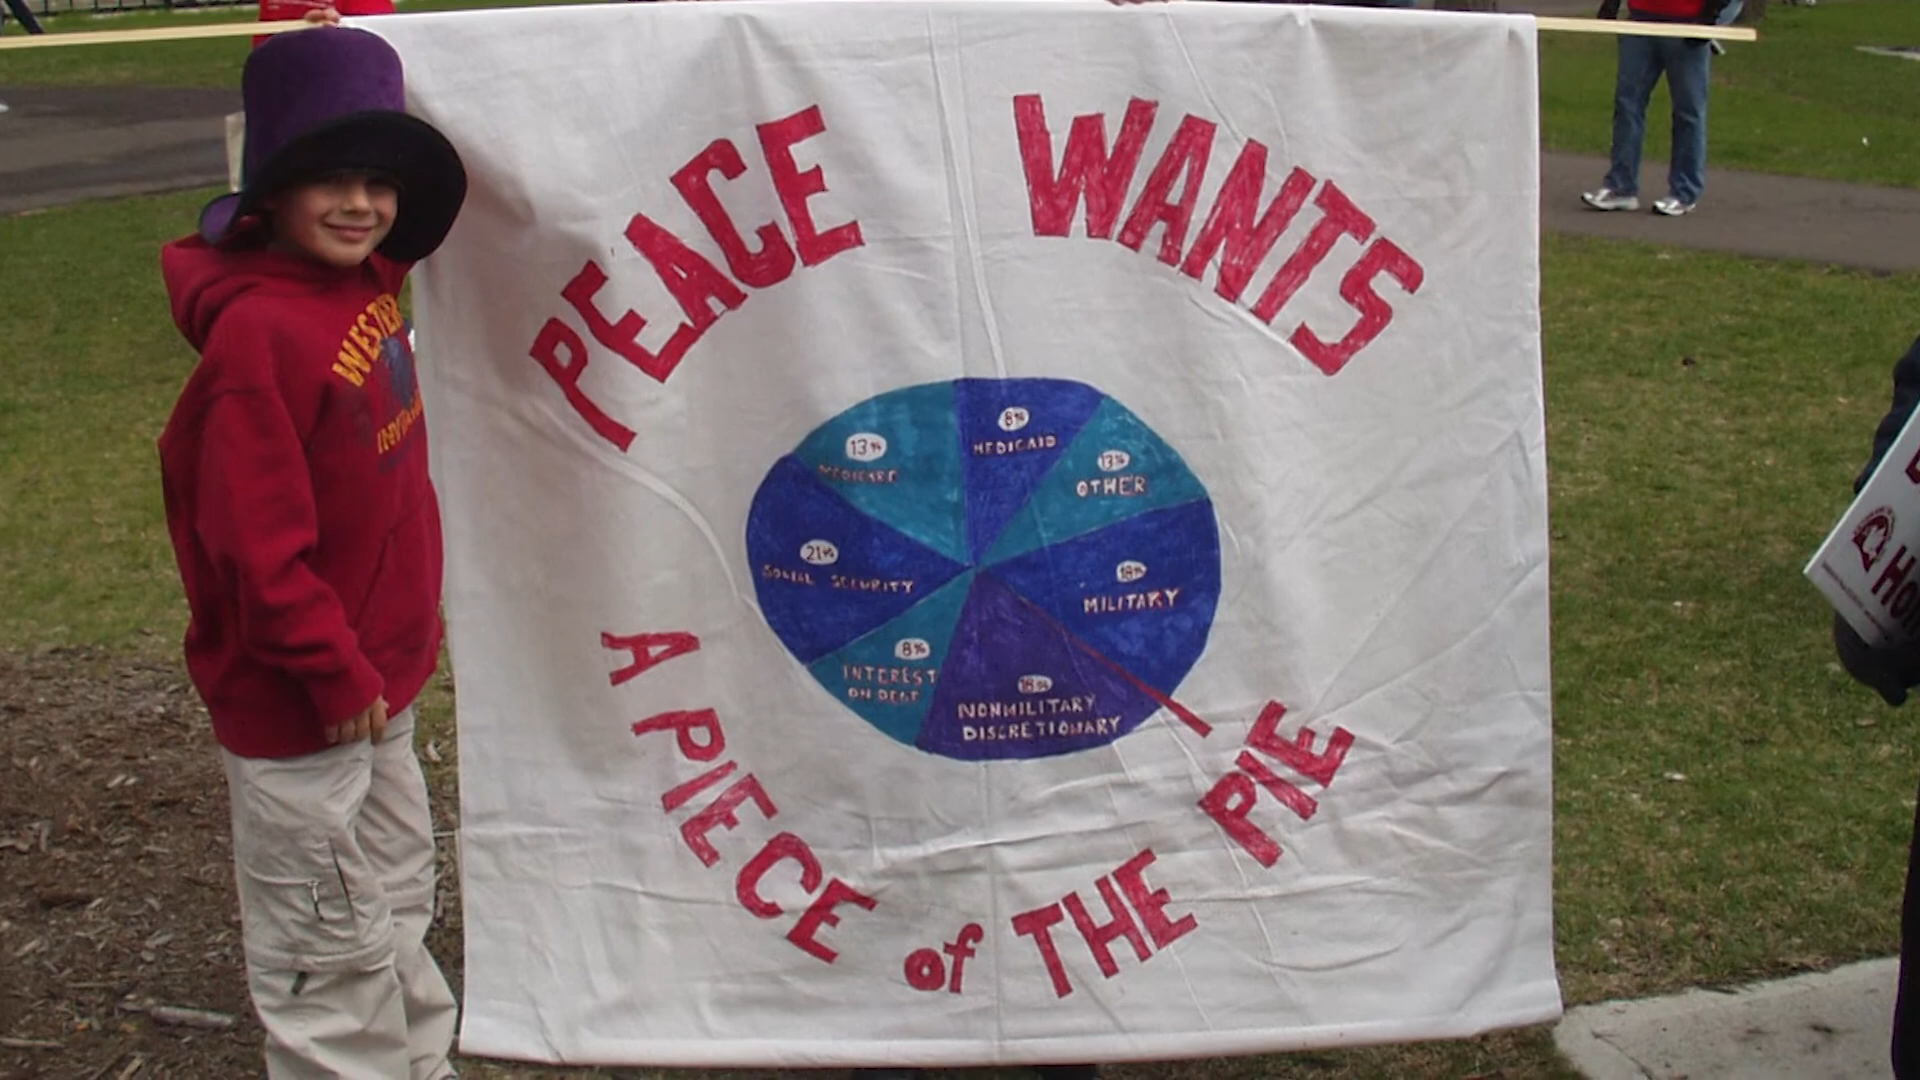 PEACE WANTS
8%
MEDICAID
13%
MEDICARE
13%
OTHER
21%
SOCIAL SECURITY
18%
MILITARY
8%
INTEREST
ON DEBT
18%
NONMILITARY
DISCRETIONARY
A PIECE of THE PIE
WESTERN